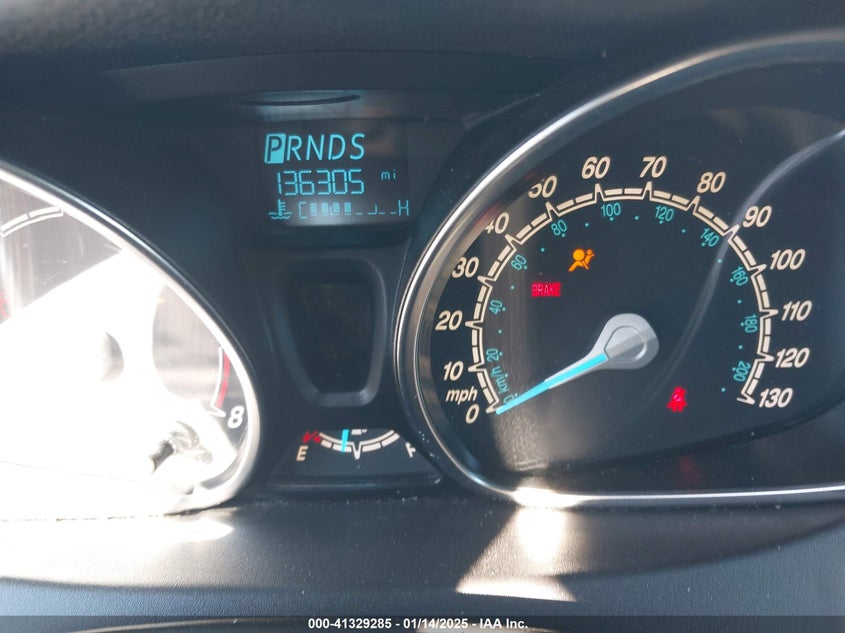 PRNDS
136305 mi
C H
8
E F
mph
0 10 20 30 40 50 60 70 80 90 100 110 120 130
km/h
0 20 40 60 80 100 120 140 160 180 200
BRAKE
000-41329285 - 01/14/2025 - IAA Inc.